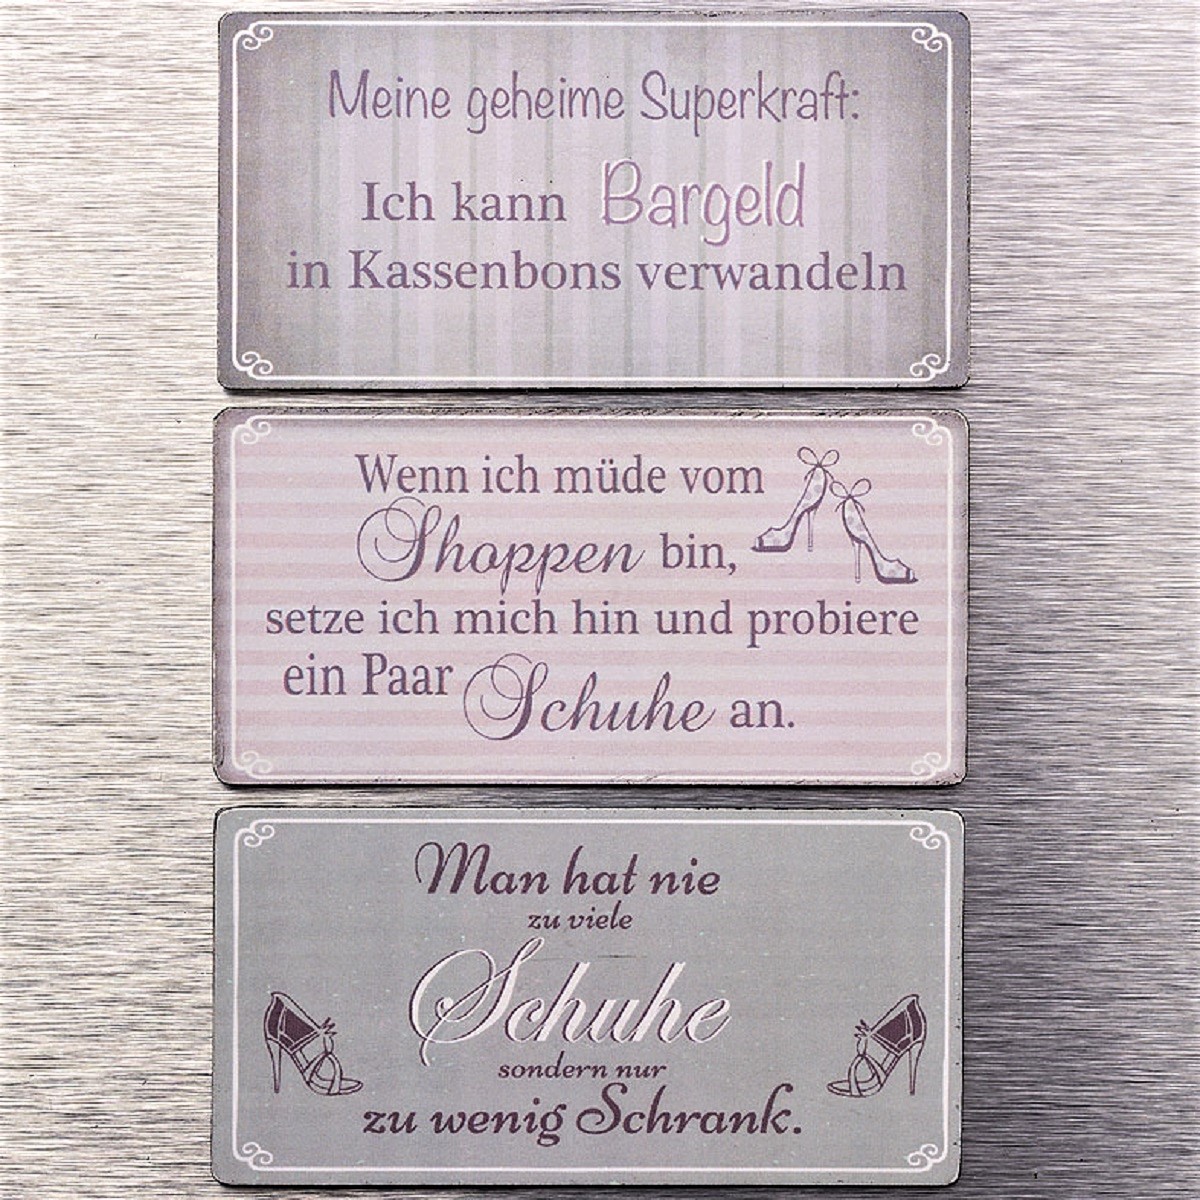 Meine geheime Superkraft:
Ich kann Bargeld
in Kassenbons verwandeln
Wenn ich müde vom
Shoppen bin,
setze ich mich hin und probiere
ein Paar Schuhe an.
Man hat nie
zu viele
Schuhe
sondern nur
zu wenig Schrank.